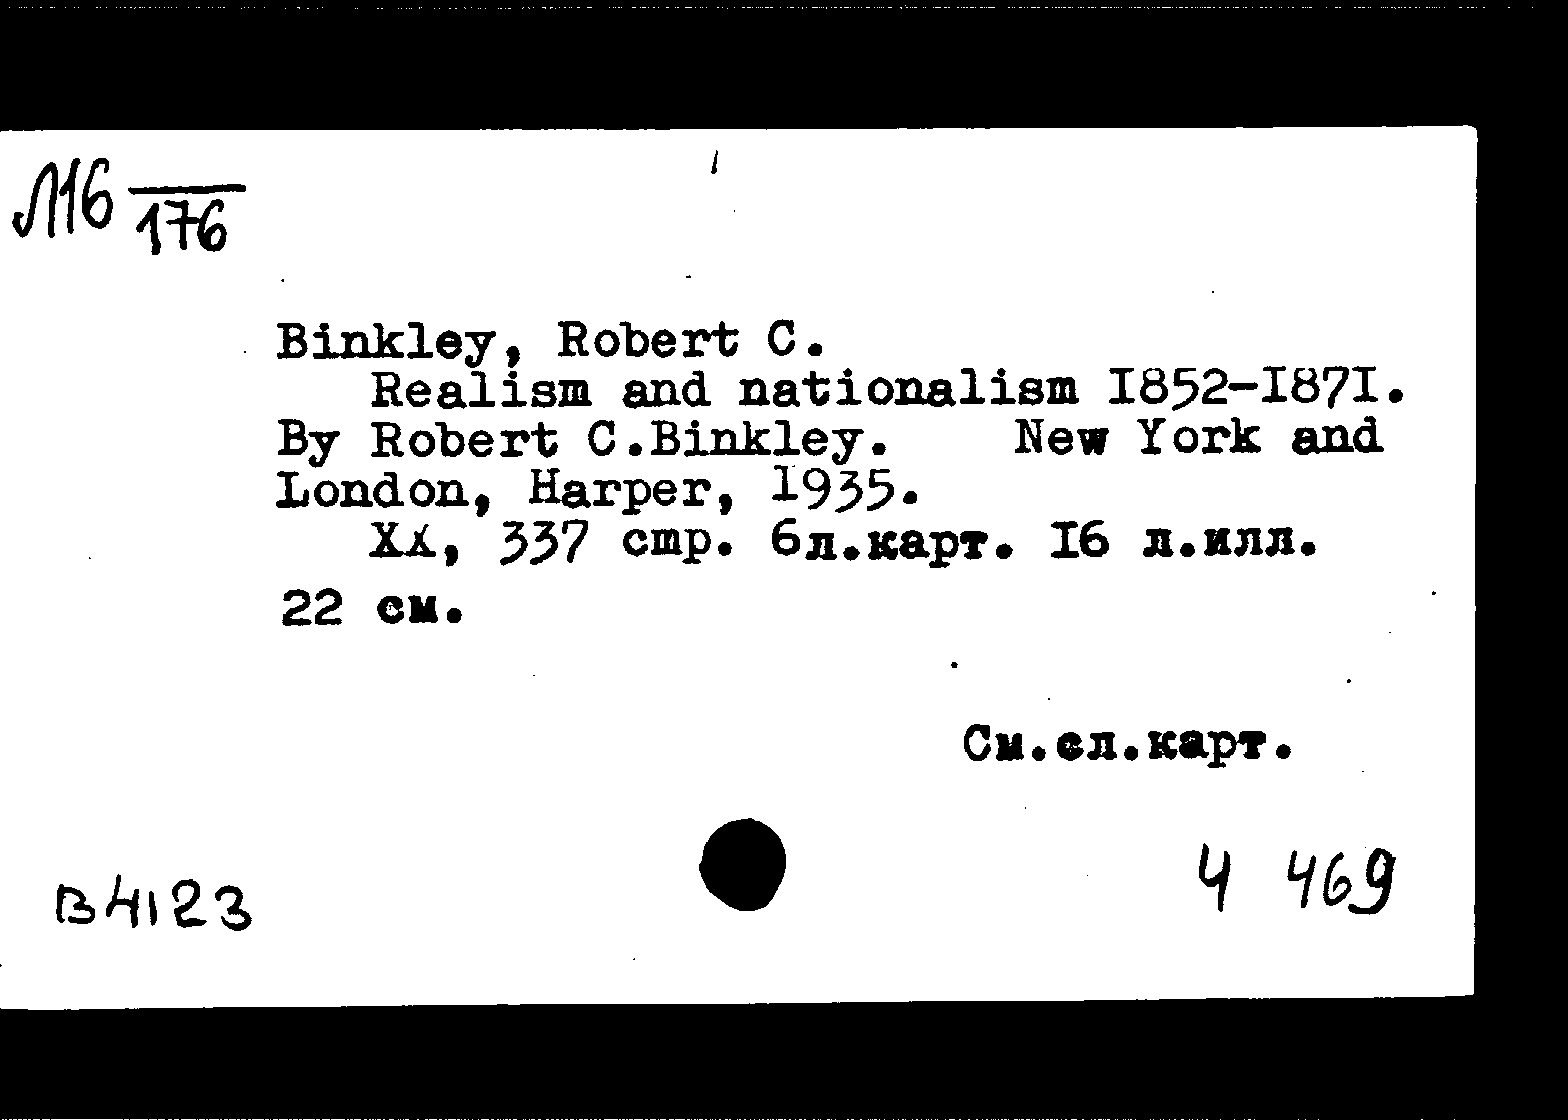 Л16 176
Binkley, Robert C.
Realism and nationalism I852-I87I.
By Robert C.Binkley. New York and
London, Harper, 1935.
XX, 337 стр. 6л.карт. I6 л.илл.
22 см.
См.сл.карт.
В4123
4 469